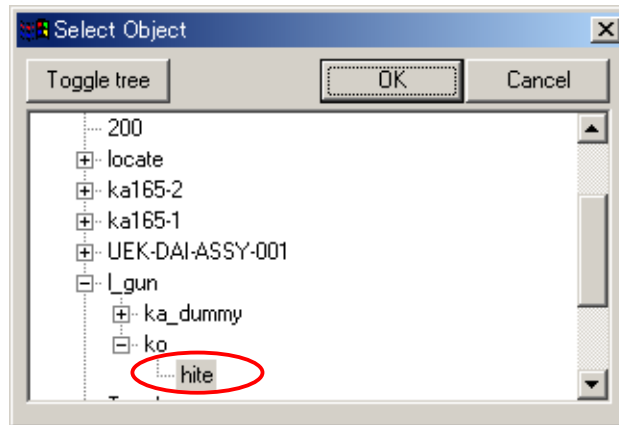 Select Object
Toggle tree OK Cancel
200
locate
ka165-2
ka165-1
UEK-DAI-ASSY-001
l_gun
ka_dummy
ko
hite